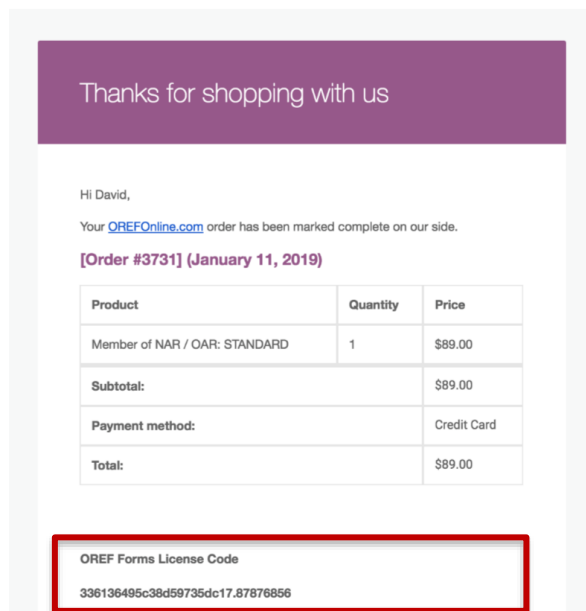 Thanks for shopping with us
Hi David,
Your OREFOnline.com order has been marked complete on our side.
[Order #3731] (January 11, 2019)
Product Quantity Price
Member of NAR / OAR: STANDARD 1 $89.00
Subtotal: $89.00
Payment method: Credit Card
Total: $89.00
OREF Forms License Code
336136495c38d59735dc17.87876856